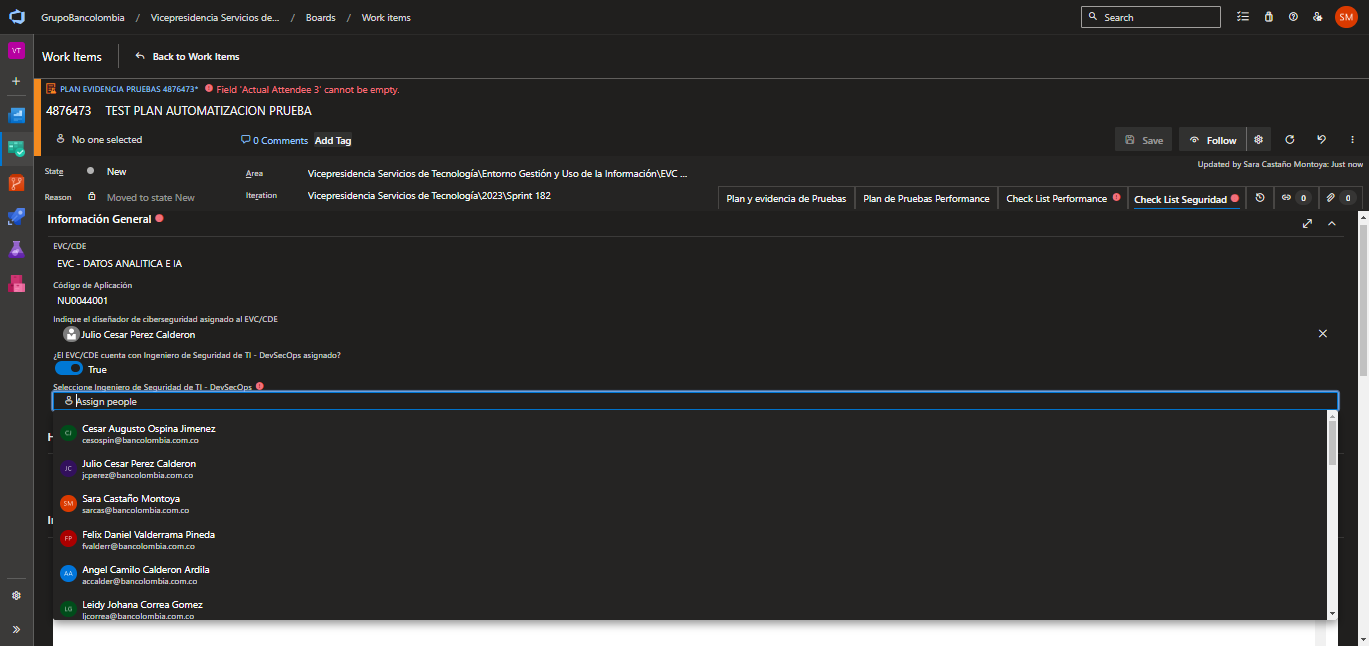 GrupoBancolombia / Vicepresidencia Servicios de... / Boards / Work items
Search
SM
VT
Work Items
Back to Work Items
PLAN EVIDENCIA PRUEBAS 4876473* Field 'Actual Attendee 3' cannot be empty.
4876473 TEST PLAN AUTOMATIZACION PRUEBA
No one selected
0 Comments
Add Tag
Save
Follow
Updated by Sara Castaño Montoya: Just now
State New
Area Vicepresidencia Servicios de Tecnología\Entorno Gestión y Uso de la Información\EVC ...
Reason Moved to state New
Iteration Vicepresidencia Servicios de Tecnología\2023\Sprint 182
Plan y evidencia de Pruebas
Plan de Pruebas Performance
Check List Performance
Check List Seguridad
0
0
Información General
EVC/CDE
EVC - DATOS ANALITICA E IA
Código de Aplicación
NU0044001
Indique el diseñador de ciberseguridad asignado al EVC/CDE
Julio Cesar Perez Calderon
¿El EVC/CDE cuenta con Ingeniero de Seguridad de TI - DevSecOps asignado?
True
Seleccione Ingeniero de Seguridad de TI - DevSecOps
Assign people
CJ
Cesar Augusto Ospina Jimenez
cesospin@bancolombia.com.co
JC
Julio Cesar Perez Calderon
jcperez@bancolombia.com.co
SM
Sara Castaño Montoya
sarcas@bancolombia.com.co
FP
Felix Daniel Valderrama Pineda
fvalderr@bancolombia.com.co
AA
Angel Camilo Calderon Ardila
accalder@bancolombia.com.co
LG
Leidy Johana Correa Gomez
ljcorrea@bancolombia.com.co